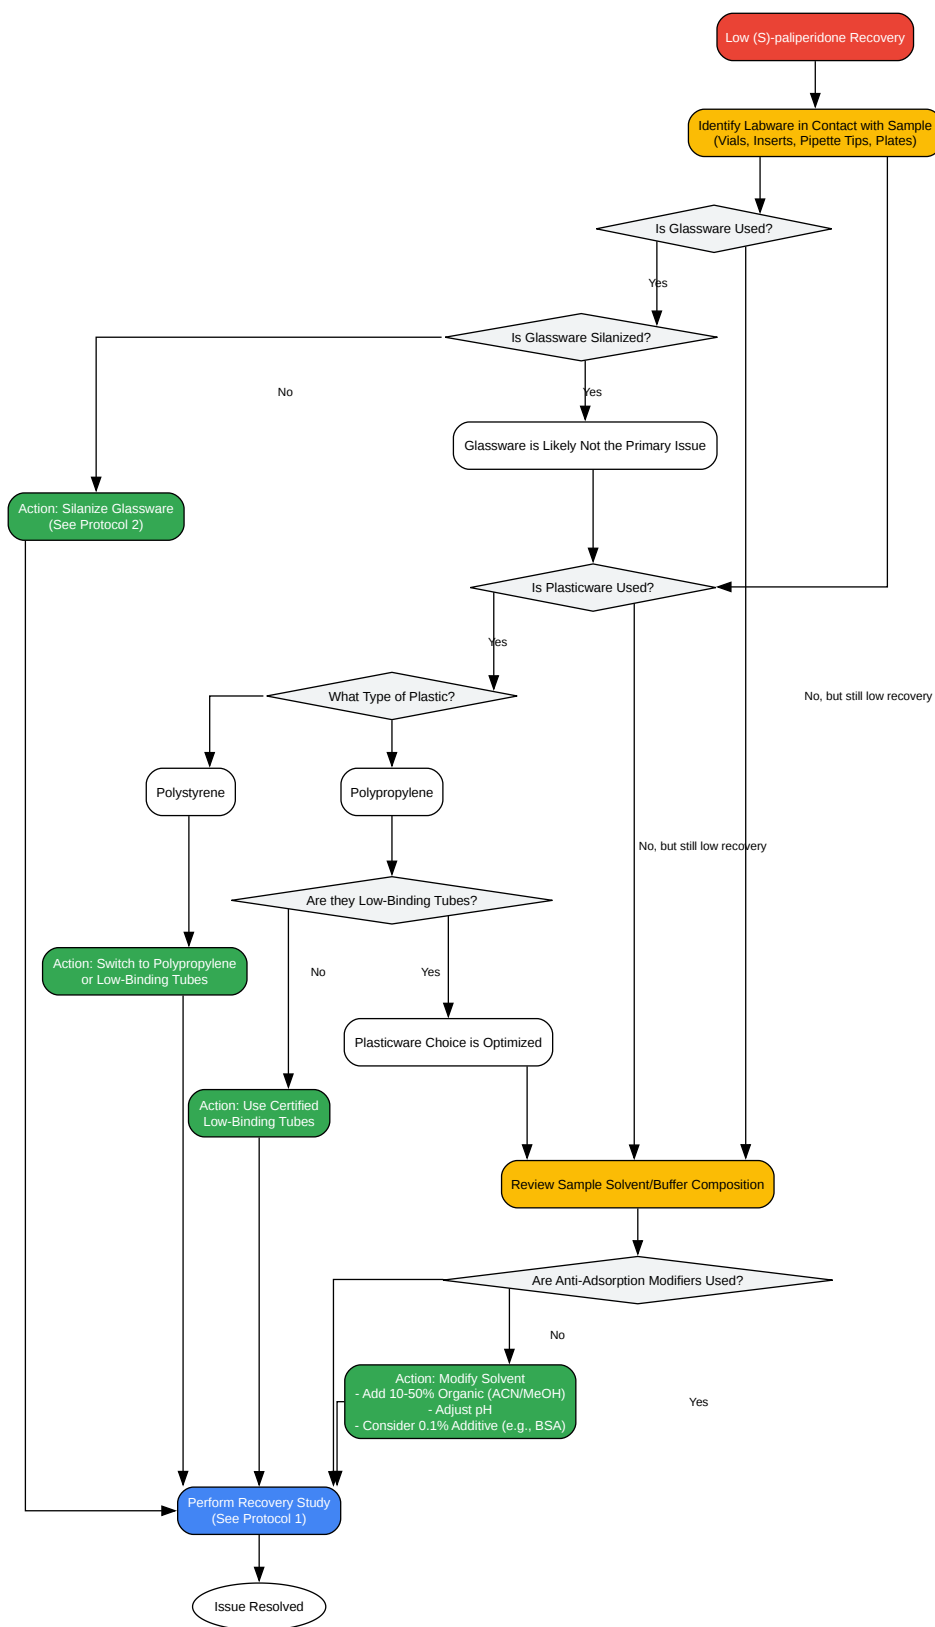 Low (S)-paliperidone Recovery
Identify Labware in Contact with Sample
(Vials, Inserts, Pipette Tips, Plates)
Is Glassware Used?
Yes
Is Glassware Silanized?
No
Yes
Glassware is Likely Not the Primary Issue
Action: Silanize Glassware
(See Protocol 2)
Is Plasticware Used?
Yes
What Type of Plastic?
No, but still low recovery
Polystyrene
Polypropylene
No, but still low recovery
Are they Low-Binding Tubes?
Action: Switch to Polypropylene
or Low-Binding Tubes
No
Yes
Plasticware Choice is Optimized
Action: Use Certified
Low-Binding Tubes
Review Sample Solvent/Buffer Composition
Are Anti-Adsorption Modifiers Used?
No
Action: Modify Solvent
- Add 10-50% Organic (ACN/MeOH)
- Adjust pH
- Consider 0.1% Additive (e.g., BSA)
Yes
Perform Recovery Study
(See Protocol 1)
Issue Resolved